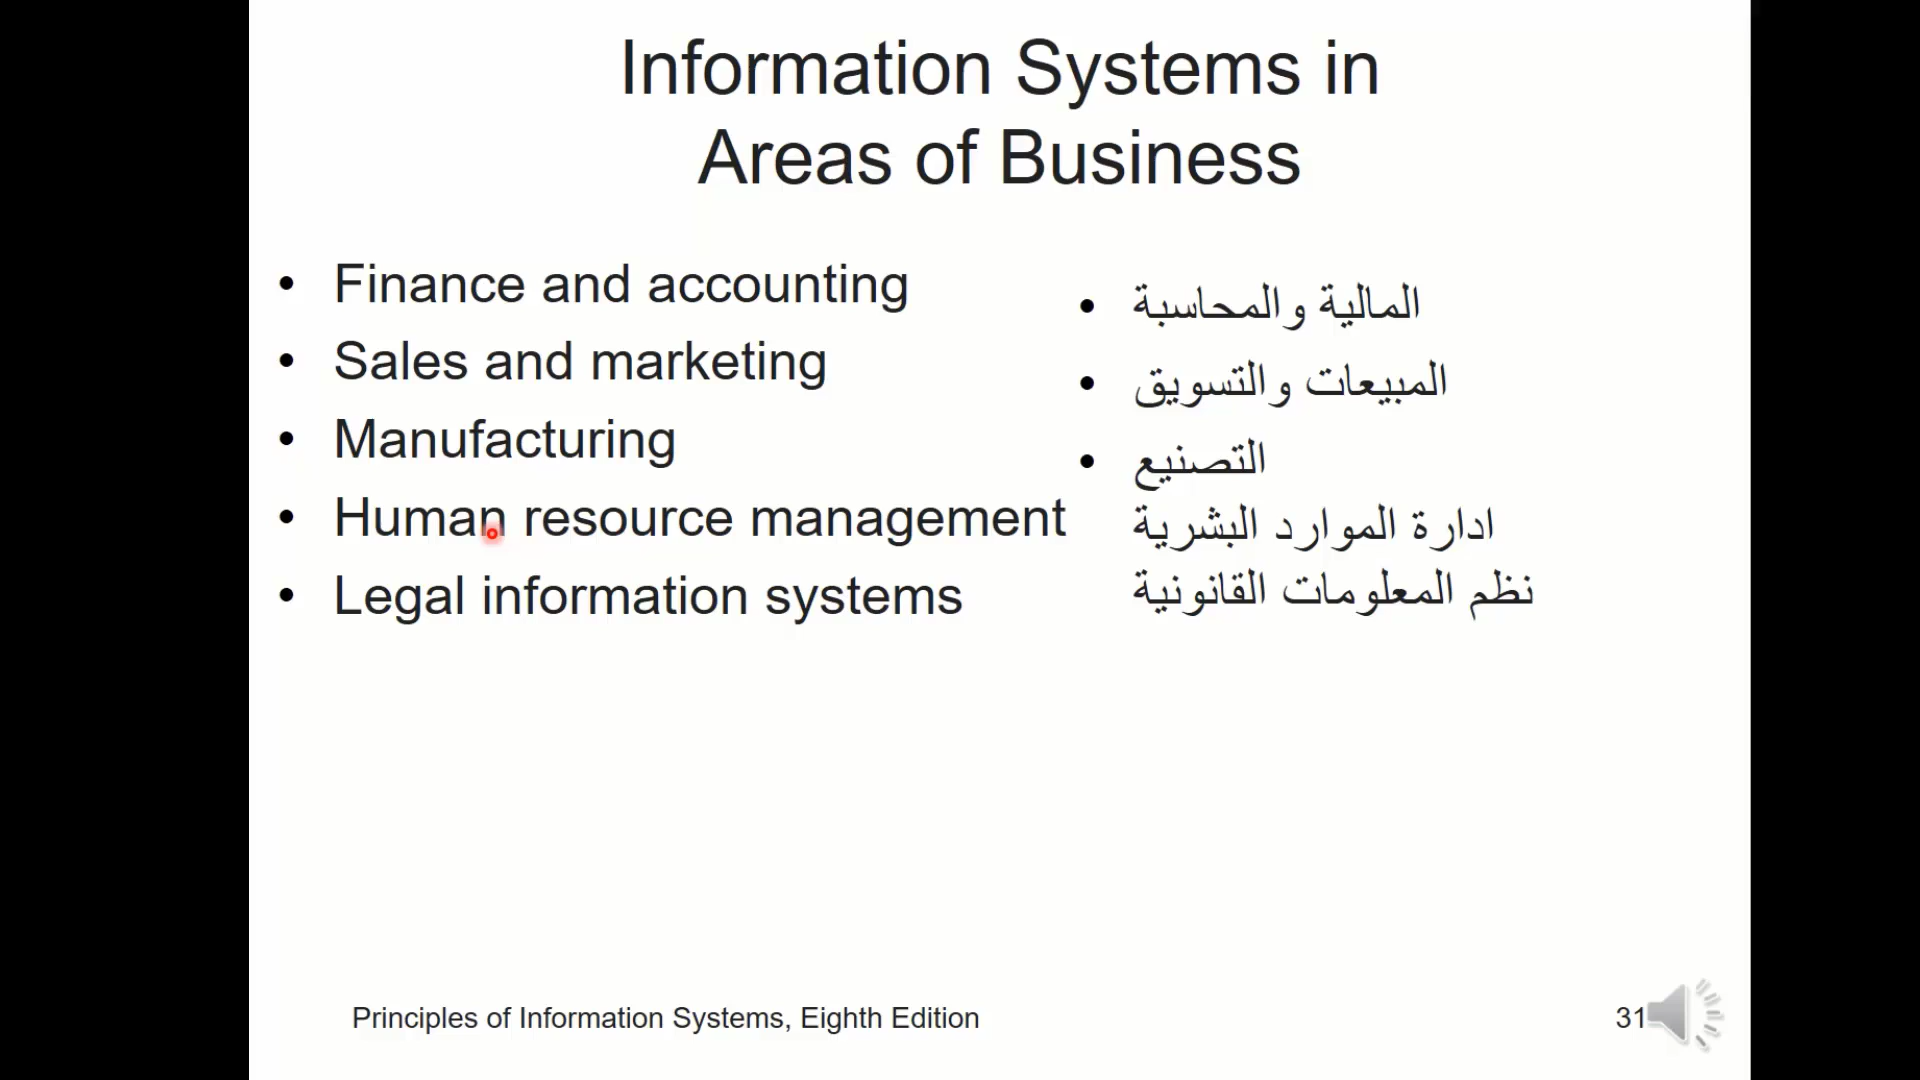 Information Systems in
Areas of Business
• Finance and accounting
• Sales and marketing
• Manufacturing
• Human resource management
• Legal information systems
• المالية والمحاسبة
• المبيعات والتسويق
• التصنيع
ادارة الموارد البشرية
نظم المعلومات القانونية
Principles of Information Systems, Eighth Edition
31